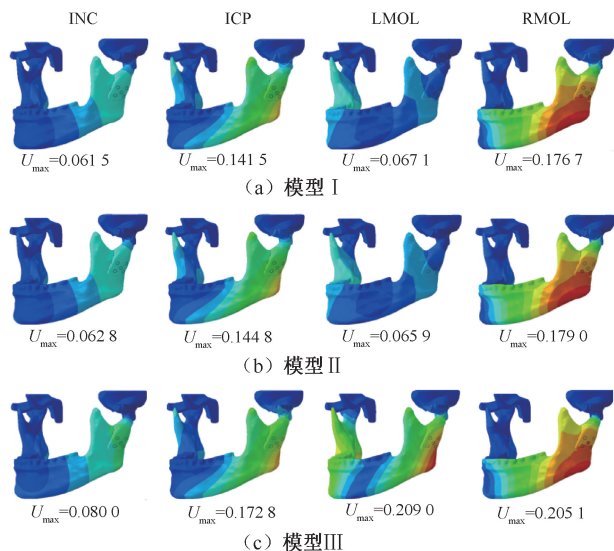 INC ICP LMOL RMOL
Umax=0.061 5 Umax=0.141 5 Umax=0.067 1 Umax=0.176 7
（a）模型Ⅰ
Umax=0.062 8 Umax=0.144 8 Umax=0.065 9 Umax=0.179 0
（b）模型Ⅱ
Umax=0.080 0 Umax=0.172 8 Umax=0.209 0 Umax=0.205 1
（c）模型Ⅲ